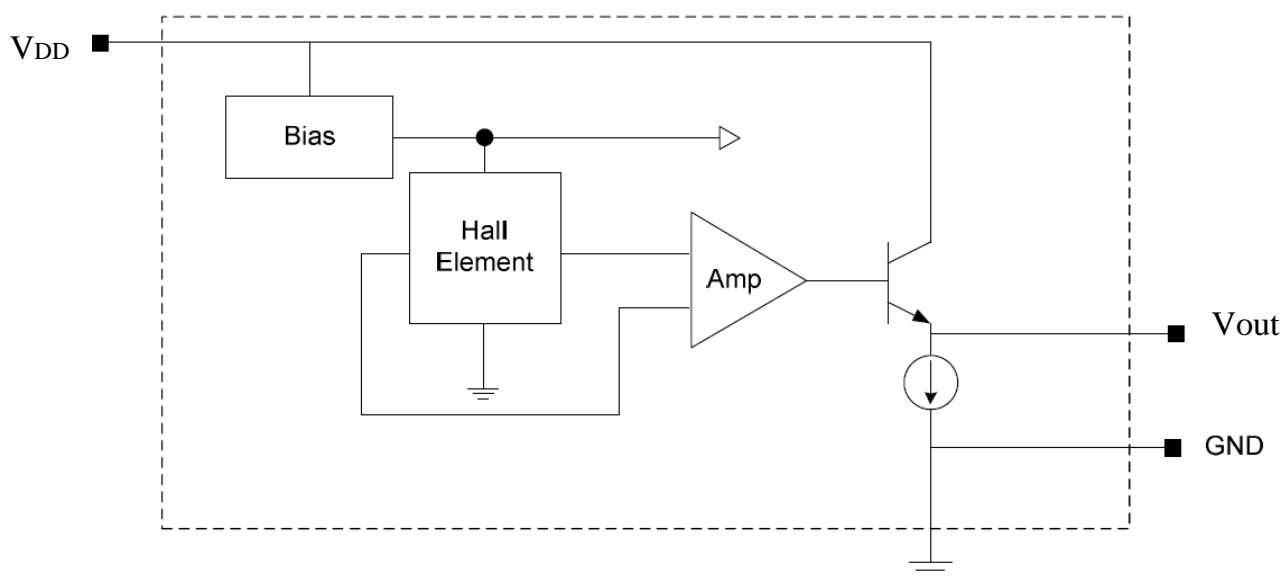 VDD
Bias
Hall
Element
Amp
Vout
GND